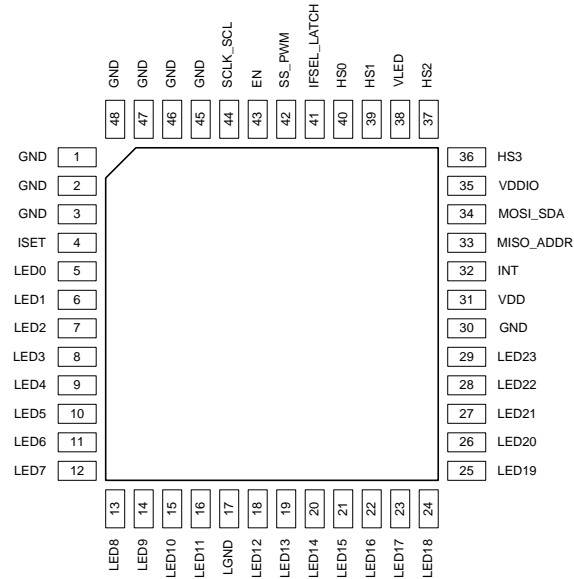 GND GND GND GND SCLK_SCL EN SS_PWM IFSEL_LATCH HS0 HS1 VLED HS2
48 47 46 45 44 43 42 41 40 39 38 37
GND 1 36 HS3
GND 2 35 VDDIO
GND 3 34 MOSI_SDA
ISET 4 33 MISO_ADDR
LED0 5 32 INT
LED1 6 31 VDD
LED2 7 30 GND
LED3 8 29 LED23
LED4 9 28 LED22
LED5 10 27 LED21
LED6 11 26 LED20
LED7 12 25 LED19
13 14 15 16 17 18 19 20 21 22 23 24
LED8 LED9 LED10 LED11 LGND LED12 LED13 LED14 LED15 LED16 LED17 LED18